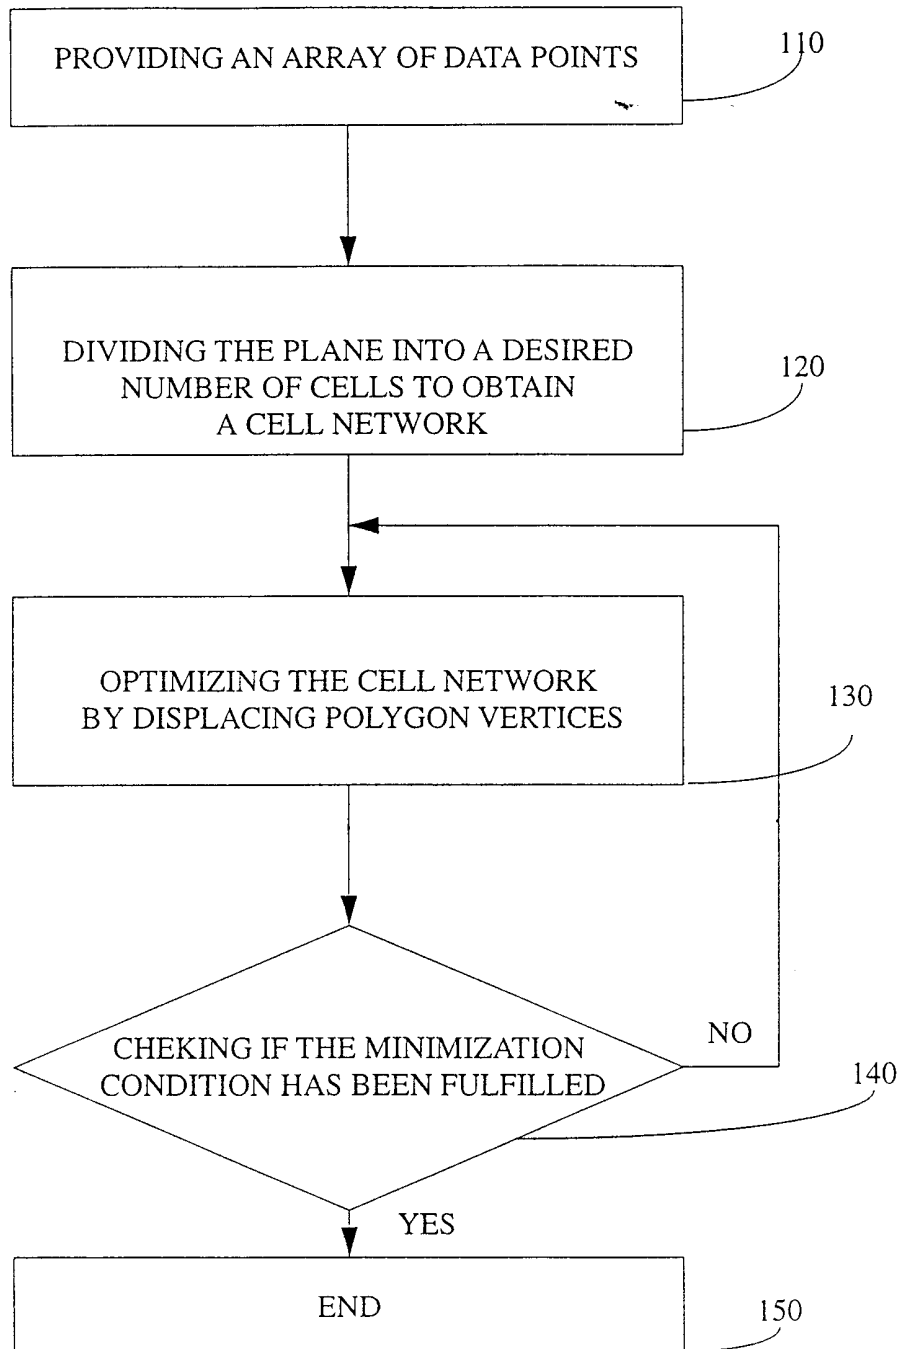 PROVIDING AN ARRAY OF DATA POINTS
110
DIVIDING THE PLANE INTO A DESIRED
NUMBER OF CELLS TO OBTAIN
A CELL NETWORK
120
OPTIMIZING THE CELL NETWORK
BY DISPLACING POLYGON VERTICES
130
NO
CHEKING IF THE MINIMIZATION
CONDITION HAS BEEN FULFILLED
140
YES
END
150